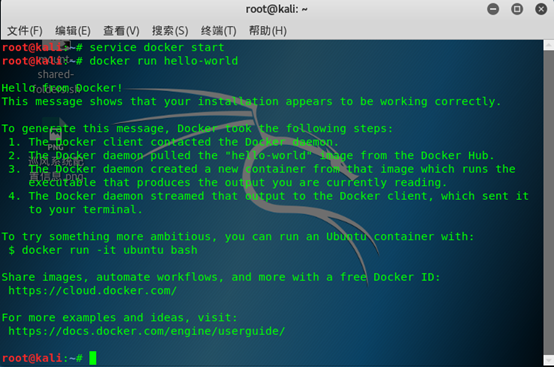 root@kali: ~
文件(F) 编辑(E) 查看(V) 搜索(S) 终端(T) 帮助(H)
root@kali:~# service docker start
root@kali:~# docker run hello-world
Hello from Docker!
This message shows that your installation appears to be working correctly.
To generate this message, Docker took the following steps:
1. The Docker client contacted the Docker daemon.
2. The Docker daemon pulled the "hello-world" image from the Docker Hub.
3. The Docker daemon created a new container from that image which runs the
executable that produces the output you are currently reading.
4. The Docker daemon streamed that output to the Docker client, which sent it
to your terminal.
To try something more ambitious, you can run an Ubuntu container with:
$ docker run -it ubuntu bash
Share images, automate workflows, and more with a free Docker ID:
https://cloud.docker.com/
For more examples and ideas, visit:
https://docs.docker.com/engine/userguide/
root@kali:~#
mount-
shared-
PNG
置信息.png